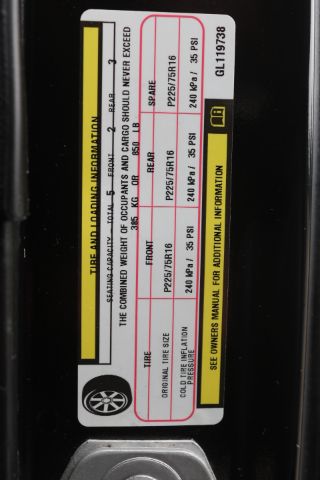 TIRE AND LOADING INFORMATION
SEATING CAPACITY TOTAL 5 FRONT 2 REAR 3
THE COMBINED WEIGHT OF OCCUPANTS AND CARGO SHOULD NEVER EXCEED
385 KG OR 850 LB
TIRE FRONT REAR SPARE
ORIGINAL TIRE SIZE P225/75R16 P225/75R16 P225/75R16
COLD TIRE INFLATION PRESSURE 240 kPa / 35 PSI 240 kPa / 35 PSI 240 kPa / 35 PSI
SEE OWNERS MANUAL FOR ADDITIONAL INFORMATION
GL119738